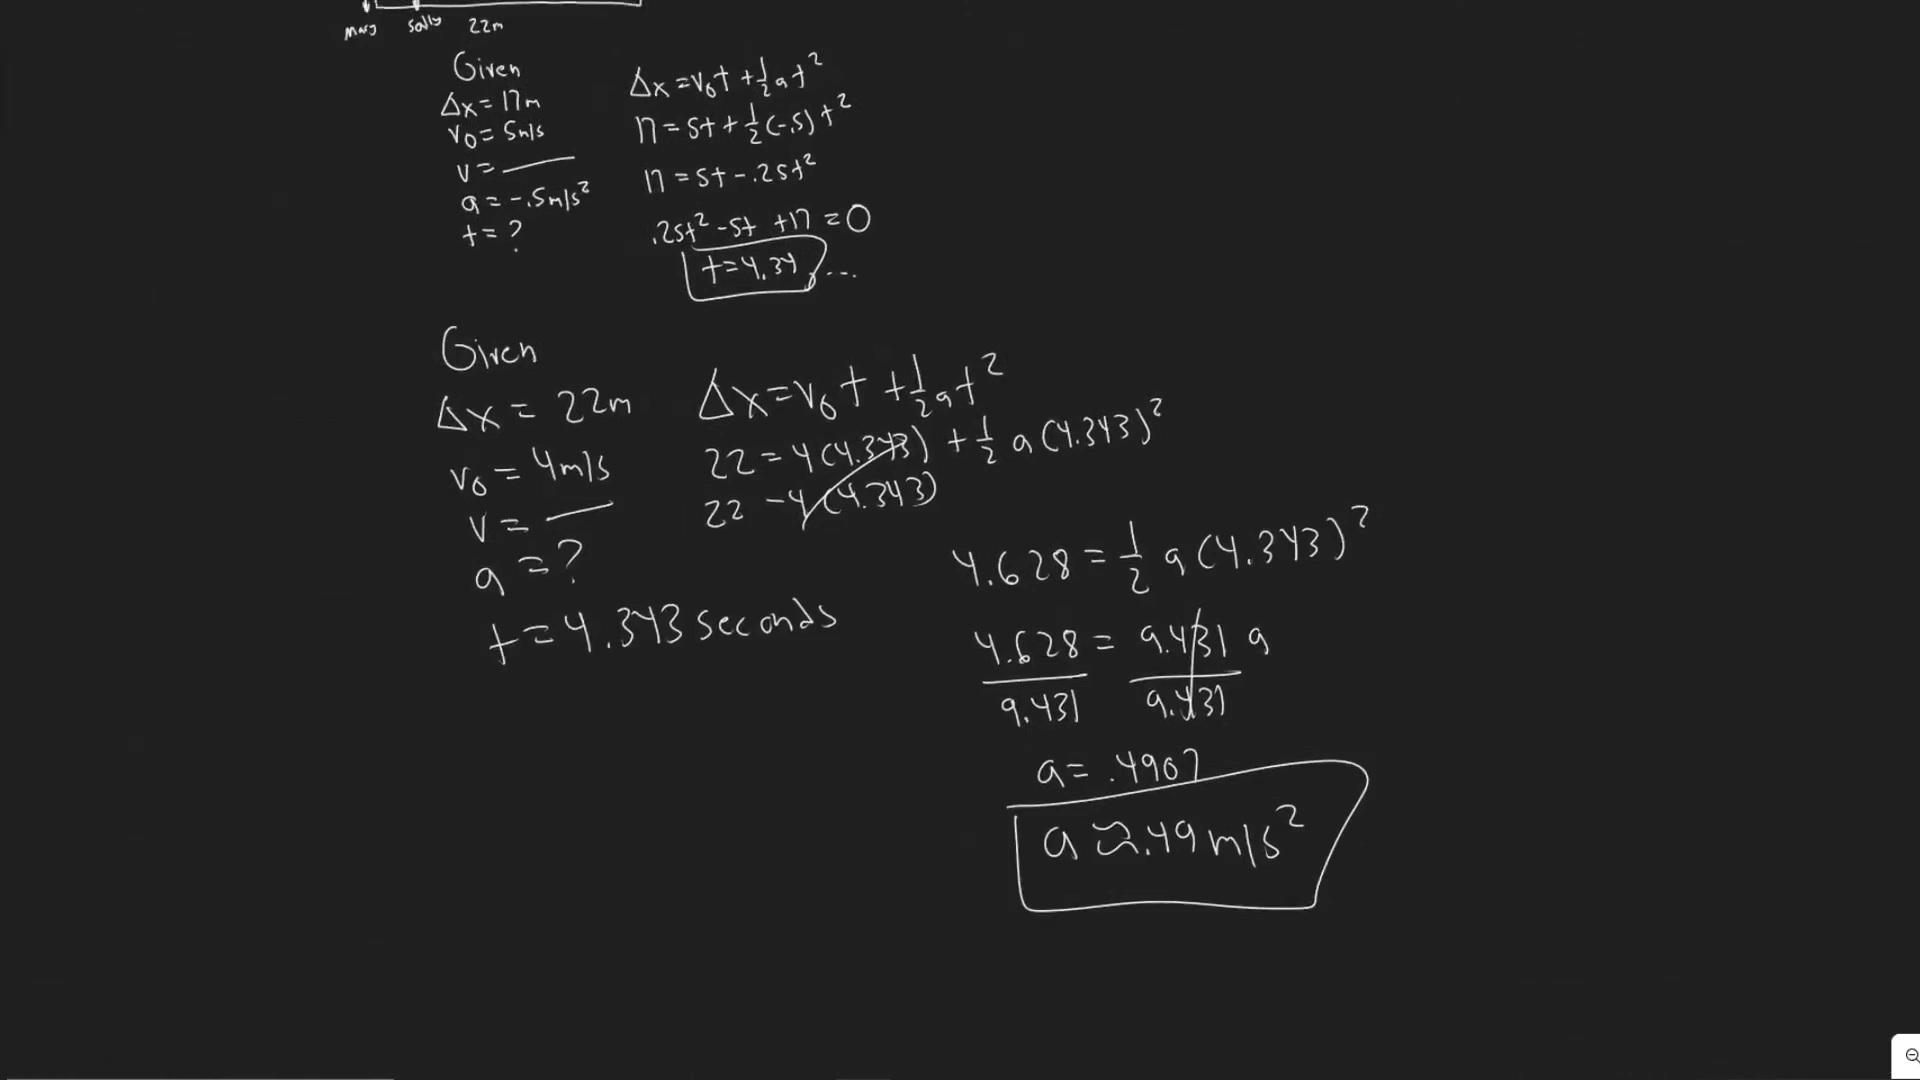 Mary Sally 22m
Given
Δx = 17m
v₀ = 5m/s
v = ___
a = -.5m/s²
t = ?
Δx = v₀t + ½at²
17 = 5t + ½(-.5)t²
17 = 5t - .25t²
.25t² - 5t + 17 = 0
t = 4.34...
Given
Δx = 22m
v₀ = 4m/s
v = ___
a = ?
t = 4.343 seconds
Δx = v₀t + ½at²
22 = 4(4.343) + ½a(4.343)²
22 - 4(4.343)
4.628 = ½a(4.343)²
4.628 = 9.431 a
9.431 9.431
a = .4907
a ≈ .49 m/s²